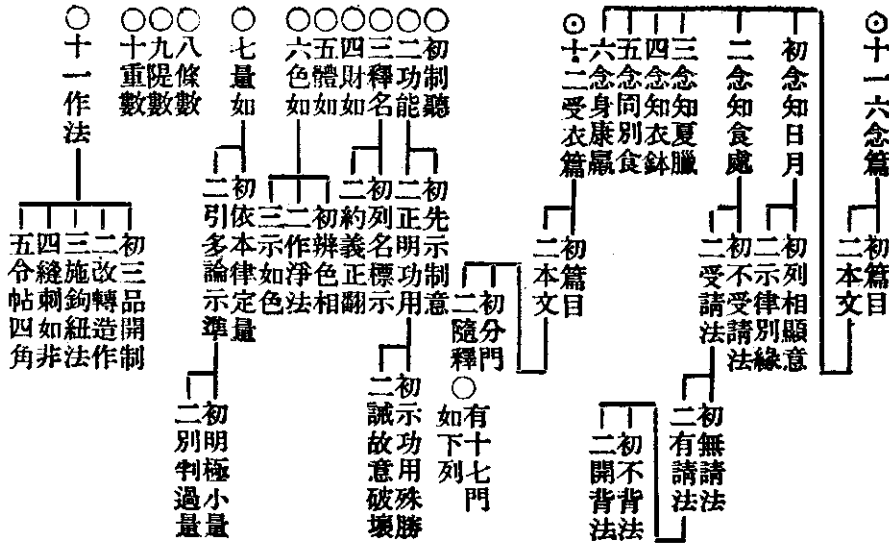 ⊙十一六念篇
初篇目
二本文
初念知日月
初列相顯意
二示律別緣
二念知食處
初不受請法
二受請法
初無請法
二有請法
初不背法
二開背法
三念知夏臘
四念知衣鉢
五念同別食
六念身康羸
⊙十二受衣篇
初篇目
二本文
初分門
二隨釋
○有十七門
如下列
○初制聽
○二功能
初先示制意
二正明功用
初示功用殊勝
二誡故意破壞
○三釋名
初列名標示
二約義正翻
○四財如
○五體如
○六色如
初辨色相
二作淨法
三示如色
○七量如
初依本律定量
二引多論示準
初明極小量
二別判過量
○八條數
○九隄數
○十重數
○十一作法
初三品開制
二改轉造作
三施鉤紐法
四縫刺如非
五令帖四角